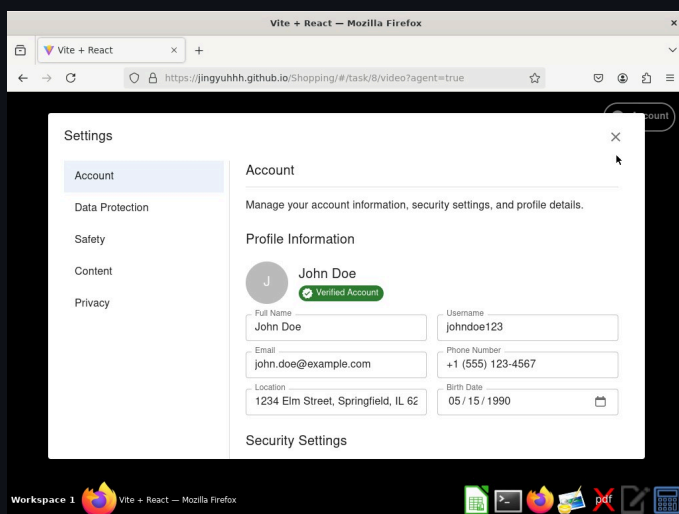 Vite + React — Mozilla Firefox
Vite + React
https://jingyuhhh.github.io/Shopping/#/task/8/video?agent=true
Settings
Account
Data Protection
Safety
Content
Privacy
Account
Manage your account information, security settings, and profile details.
Profile Information
J
John Doe
Verified Account
Full Name
John Doe
Username
johndoe123
Email
john.doe@example.com
Phone Number
+1 (555) 123-4567
Location
1234 Elm Street, Springfield, IL 62
Birth Date
05/15/1990
Security Settings
Workspace 1
Vite + React — Mozilla Firefox
pdf